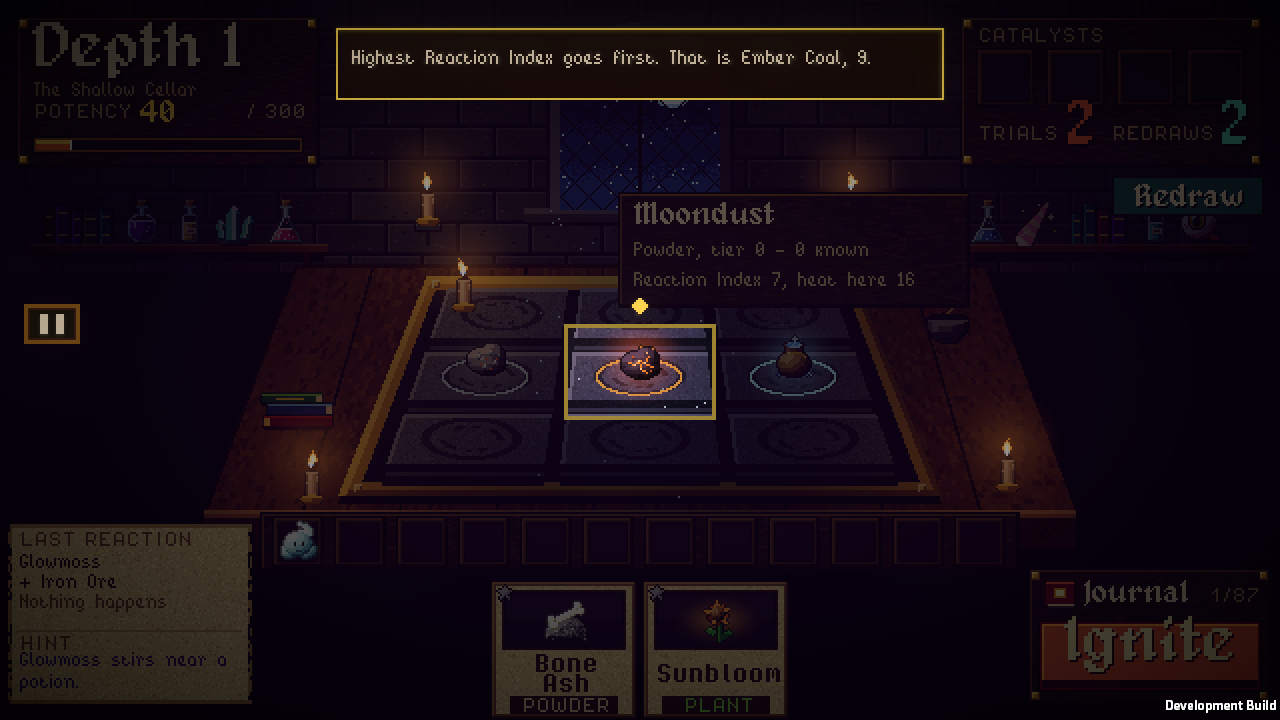 Depth 1
The Shallow Cellar
POTENCY 40 / 300
Highest Reaction Index goes first. That is Ember Coal, 9.
CATALYSTS
TRIALS 2 REDRAWS 2
Redraw
Moondust
Powder, tier 0 - 0 known
Reaction Index 7, heat here 16
LAST REACTION
Glowmoss
+ Iron Ore
Nothing happens
HINT
Glowmoss stirs near a
potion.
Bone
Ash
POWDER
Sunbloom
PLANT
Journal 1/87
Ignite
Development Build